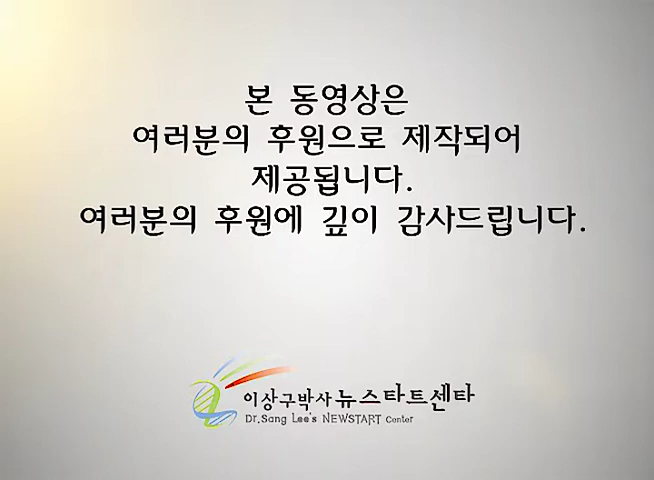 본 동영상은
여러분의 후원으로 제작되어
제공됩니다.
여러분의 후원에 깊이 감사드립니다.
이상구박사 뉴스타트센타
Dr.Sang Lee's NEWSTART Center